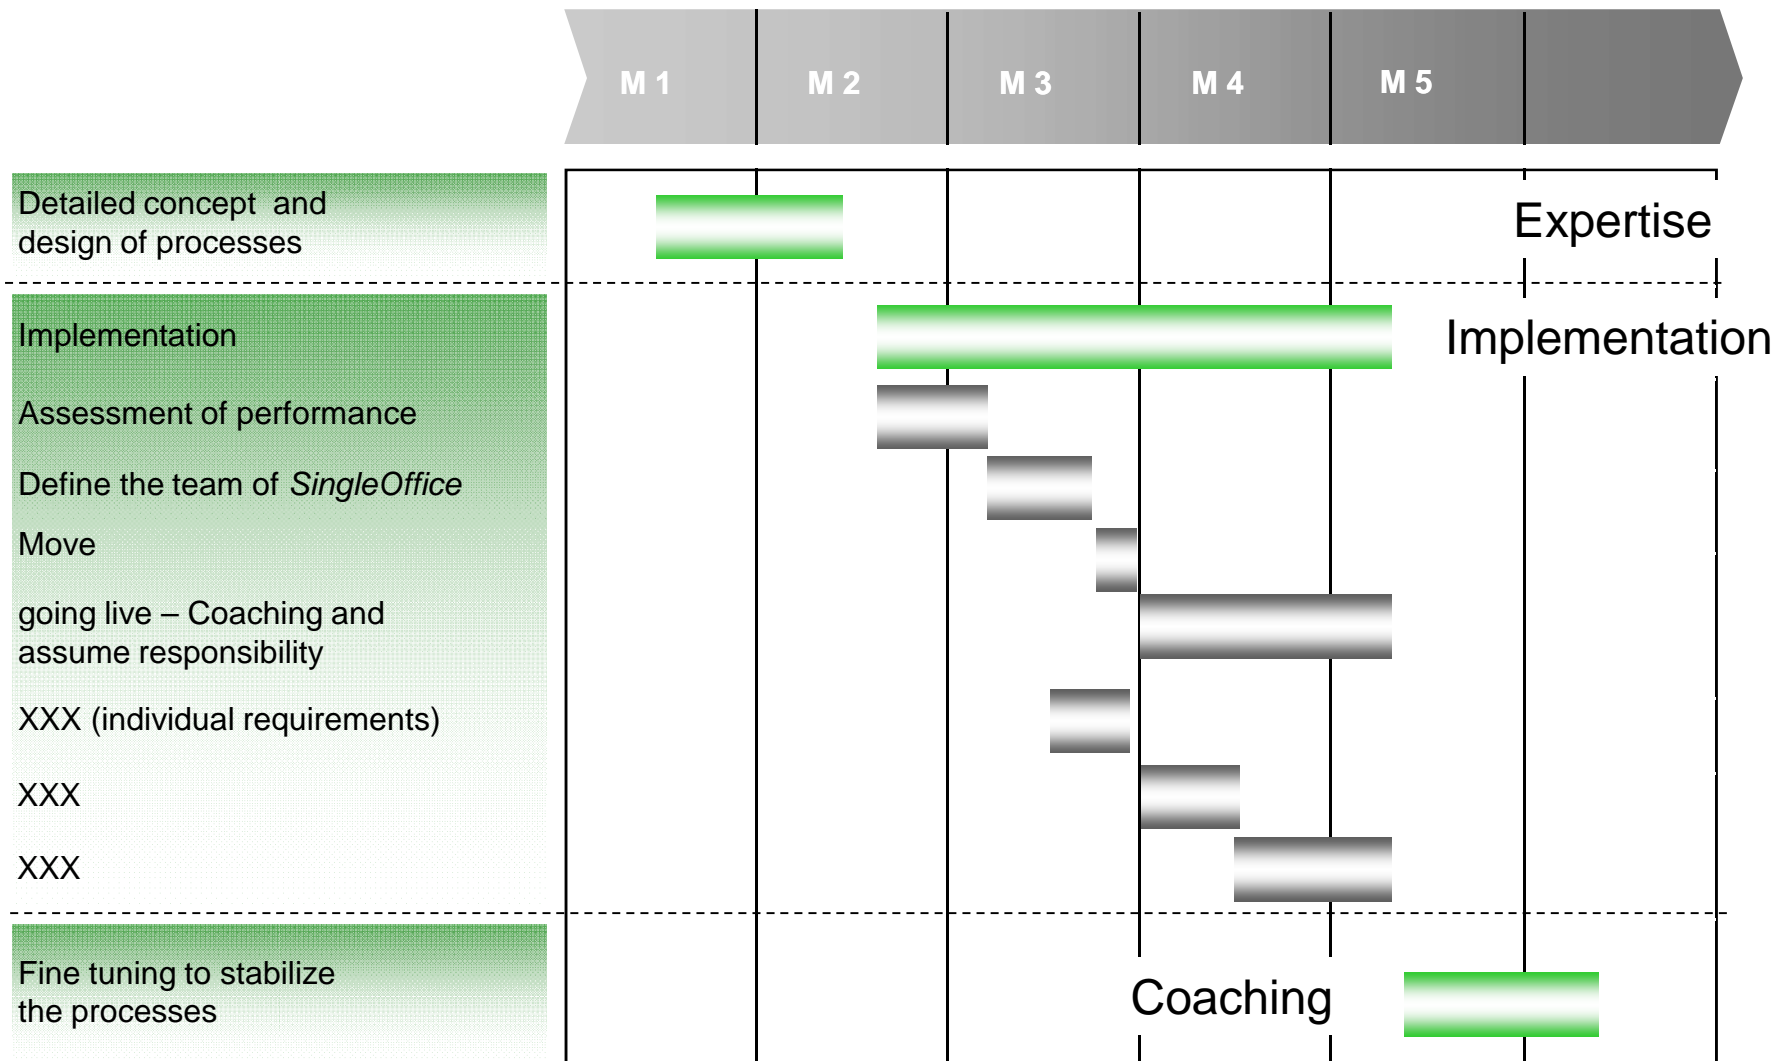 M 1 M 2 M 3 M 4 M 5
Detailed concept and
design of processes
Expertise
Implementation
Implementation
Assessment of performance
Define the team of SingleOffice
Move
going live – Coaching and
assume responsibility
XXX (individual requirements)
XXX
XXX
Fine tuning to stabilize
the processes
Coaching